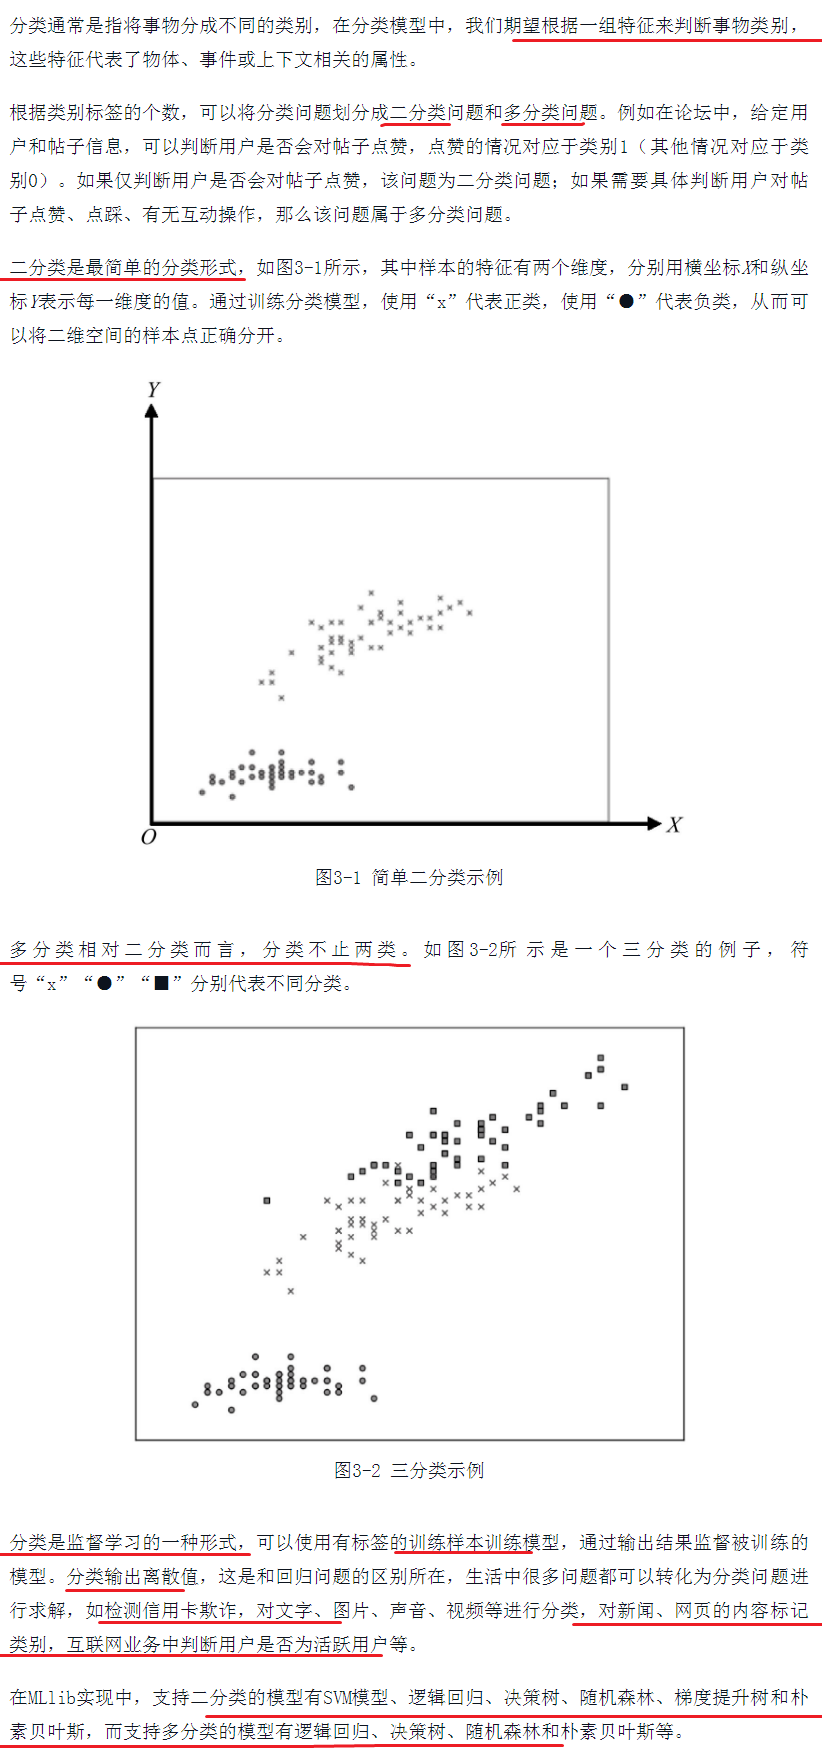 分类通常是指将事物分成不同的类别，在分类模型中，我们期望根据一组特征来判断事物类别，
这些特征代表了物体、事件或上下文相关的属性。
根据类别标签的个数，可以将分类问题划分成二分类问题和多分类问题。例如在论坛中，给定用
户和帖子信息，可以判断用户是否会对帖子点赞，点赞的情况对应于类别1（其他情况对应于类
别0）。如果仅判断用户是否会对帖子点赞，该问题为二分类问题；如果需要具体判断用户对帖
子点赞、点踩、有无互动操作，那么该问题属于多分类问题。
二分类是最简单的分类形式，如图3-1所示，其中样本的特征有两个维度，分别用横坐标X和纵坐
标Y表示每一维度的值。通过训练分类模型，使用“x”代表正类，使用“●”代表负类，从而可
以将二维空间的样本点正确分开。
Y
O
X
图3-1 简单二分类示例
多分类相对二分类而言，分类不止两类。如图3-2所示是一个三分类的例子，符
号“x”“●”“■”分别代表不同分类。
图3-2 三分类示例
分类是监督学习的一种形式，可以使用有标签的训练样本训练模型，通过输出结果监督被训练的
模型。分类输出离散值，这是和回归问题的区别所在，生活中很多问题都可以转化为分类问题进
行求解，如检测信用卡欺诈，对文字、图片、声音、视频等进行分类，对新闻、网页的内容标记
类别，互联网业务中判断用户是否为活跃用户等。
在MLlib实现中，支持二分类的模型有SVM模型、逻辑回归、决策树、随机森林、梯度提升树和朴
素贝叶斯，而支持多分类的模型有逻辑回归、决策树、随机森林和朴素贝叶斯等。